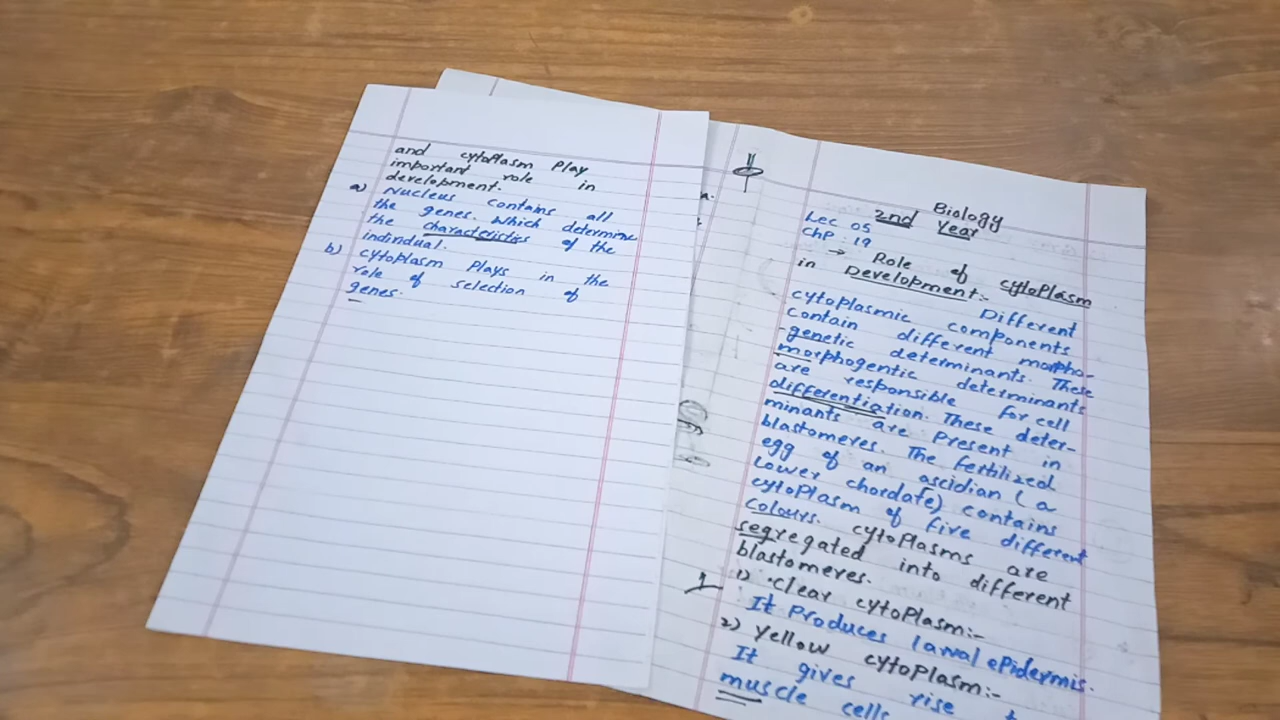 and cytoplasm play
important role in
development.
a) Nucleus contains all
the genes. Which determine
the characteristics of the
individual.
b) cytoplasm plays in the
role of selection of
genes.
Biology
Lec 05 2nd Year
Chp : 19
→ Role of cytoplasm
in Development:-
Different
cytoplasmic components
contain different morpho-
-genetic determinants. These
morphogentic determinants
are responsible for cell
differentiation. These deter-
minants are present in
blastomeres. The fertilized
egg of an ascidian (a
lower chordate) contains
cytoplasm of five different
colours. cytoplasms are
segregated into different
blastomeres.
1) clear cytoplasm:-
It produces larval epidermis.
2) Yellow cytoplasm:-
It gives rise
muscle cells